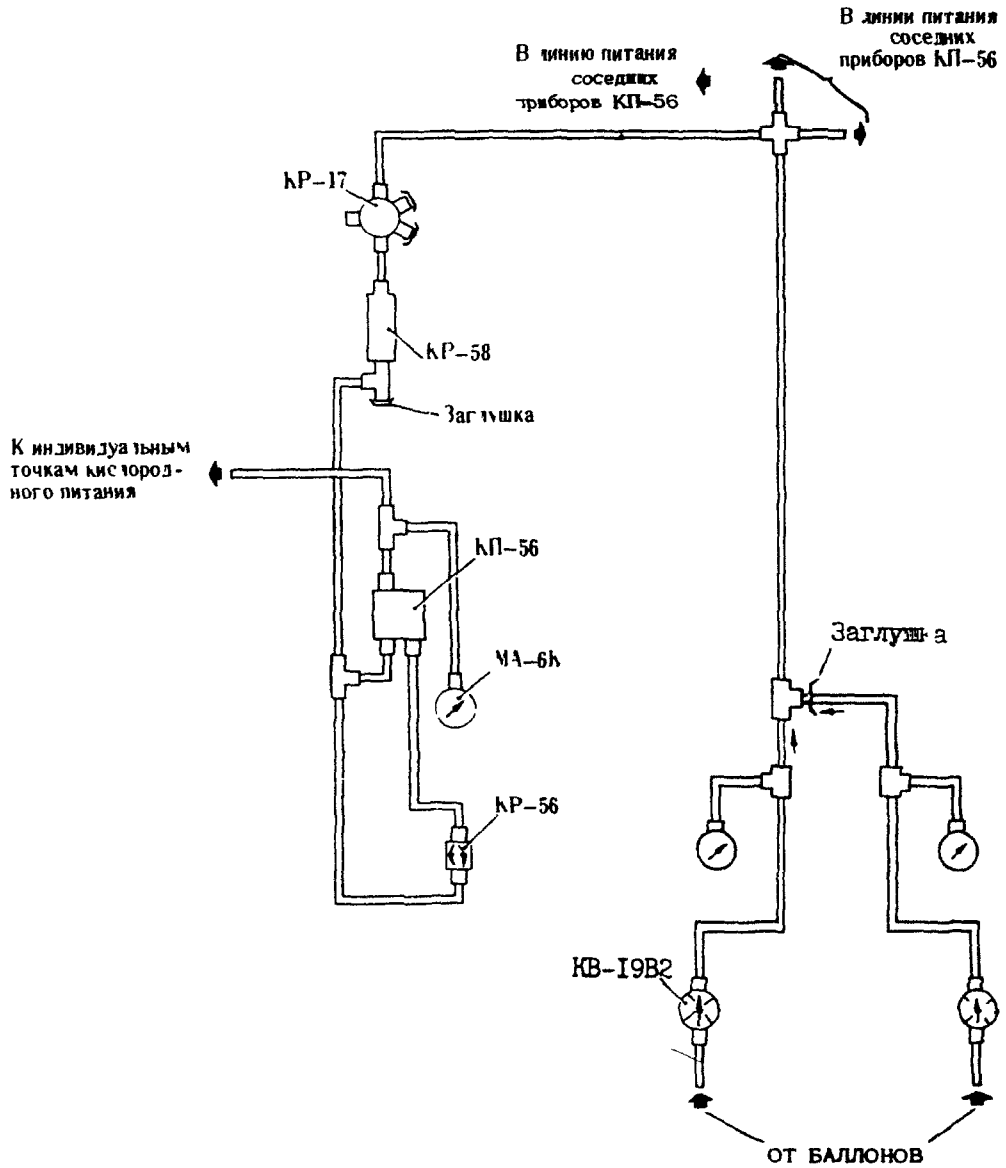 В линии питания
соседних
приборов КП-56
В линию питания
соседних
приборов КП-56
КР-17
КР-58
Заглушка
К индивидуальным
точкам кислород-
ного питания
КП-56
МА-6К
КР-56
Заглушка
КВ-I9В2
ОТ БАЛЛОНОВ